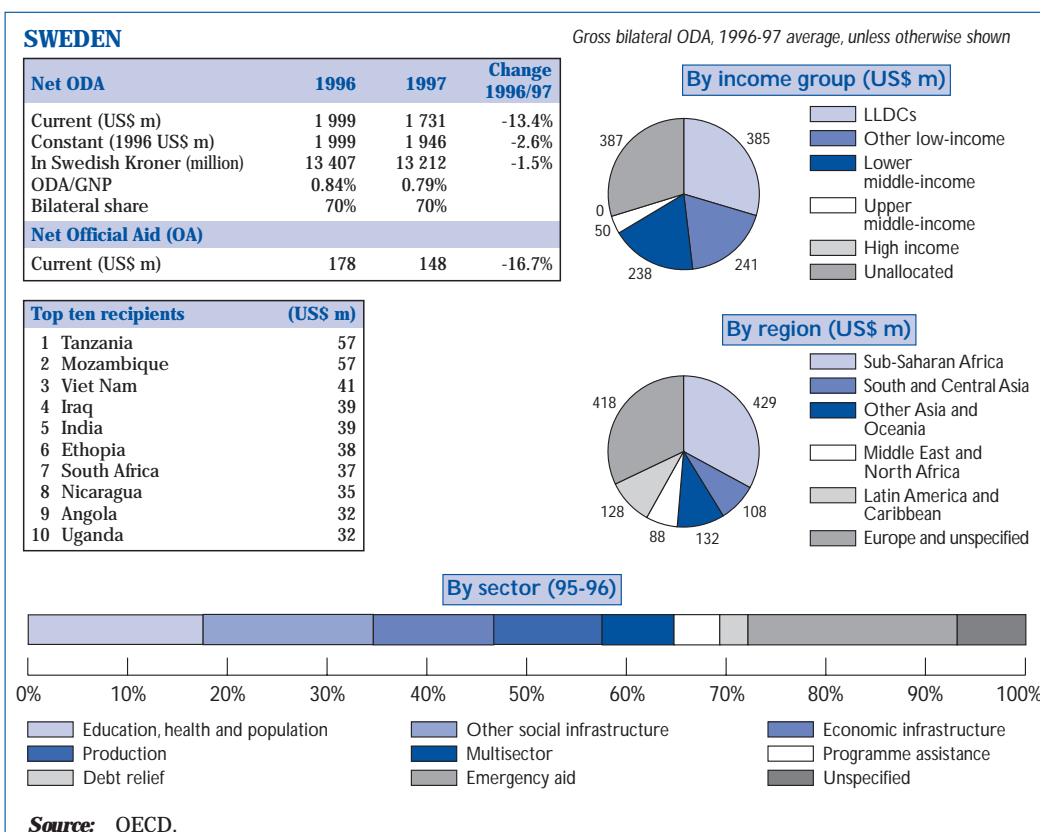 SWEDEN
Gross bilateral ODA, 1996-97 average, unless otherwise shown
Net ODA 1996 1997 Change 1996/97
Current (US$ m) 1 999 1 731 -13.4%
Constant (1996 US$ m) 1 999 1 946 -2.6%
In Swedish Kroner (million) 13 407 13 212 -1.5%
ODA/GNP 0.84% 0.79%
Bilateral share 70% 70%
Net Official Aid (OA)
Current (US$ m) 178 148 -16.7%
By income group (US$ m)
387
385
0
50
238
241
LLDCs
Other low-income
Lower
middle-income
Upper
middle-income
High income
Unallocated
Top ten recipients (US$ m)
1 Tanzania 57
2 Mozambique 57
3 Viet Nam 41
4 Iraq 39
5 India 39
6 Ethopia 38
7 South Africa 37
8 Nicaragua 35
9 Angola 32
10 Uganda 32
By region (US$ m)
418
429
128
88
132
108
Sub-Saharan Africa
South and Central Asia
Other Asia and
Oceania
Middle East and
North Africa
Latin America and
Caribbean
Europe and unspecified
By sector (95-96)
0% 10% 20% 30% 40% 50% 60% 70% 80% 90% 100%
Education, health and population Other social infrastructure Economic infrastructure
Production Multisector Programme assistance
Debt relief Emergency aid Unspecified
Source: OECD.